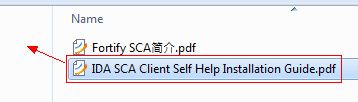 Name
Fortify SCA简介.pdf
IDA SCA Client Self Help Installation Guide.pdf